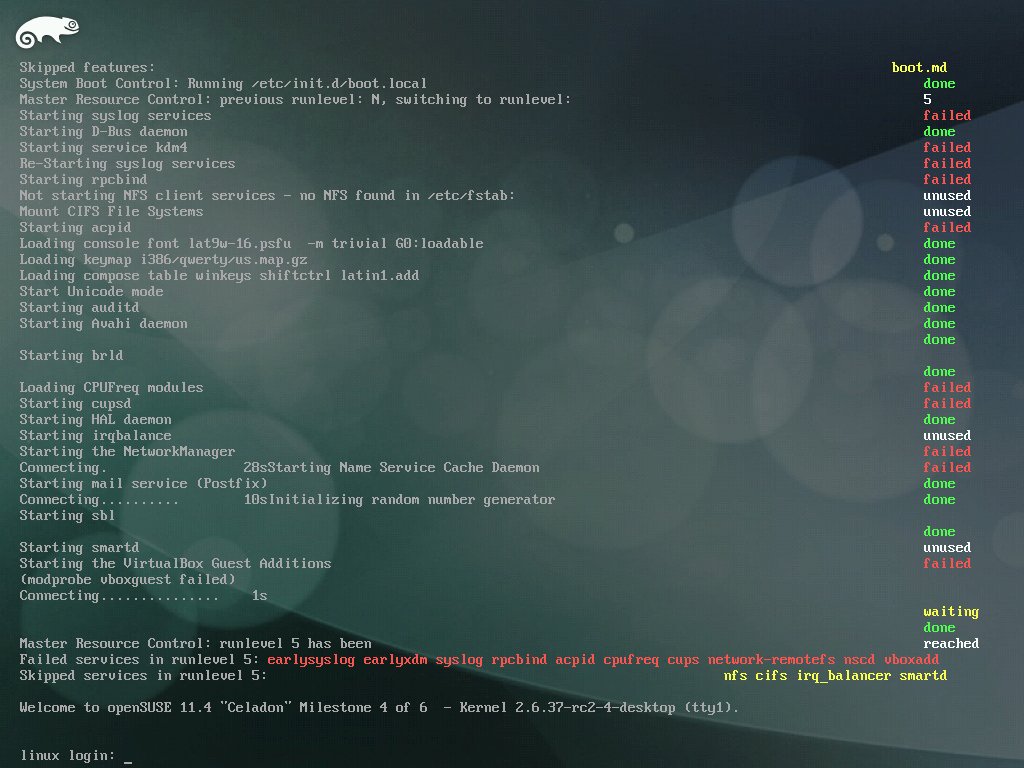 Skipped features: boot.md
System Boot Control: Running /etc/init.d/boot.local done
Master Resource Control: previous runlevel: N, switching to runlevel: 5
Starting syslog services failed
Starting D-Bus daemon done
Starting service kdm4 failed
Re-Starting syslog services failed
Starting rpcbind failed
Not starting NFS client services - no NFS found in /etc/fstab: unused
Mount CIFS File Systems unused
Starting acpid failed
Loading console font lat9w-16.psfu  -m trivial G0:loadable done
Loading keymap i386/qwerty/us.map.gz done
Loading compose table winkeys shiftctrl latin1.add done
Start Unicode mode done
Starting auditd done
Starting Avahi daemon done
done
Starting brld
done
Loading CPUFreq modules failed
Starting cupsd failed
Starting HAL daemon done
Starting irqbalance unused
Starting the NetworkManager failed
Connecting. 28sStarting Name Service Cache Daemon failed
Starting mail service (Postfix) done
Connecting.......... 10sInitializing random number generator done
Starting sbl
done
Starting smartd unused
Starting the VirtualBox Guest Additions failed
(modprobe vboxguest failed)
Connecting............... 1s
waiting
done
Master Resource Control: runlevel 5 has been reached
Failed services in runlevel 5: earlysyslog earlyxdm syslog rpcbind acpid cpufreq cups network-remotefs nscd vboxadd
Skipped services in runlevel 5: nfs cifs irq_balancer smartd
Welcome to openSUSE 11.4 "Celadon" Milestone 4 of 6  - Kernel 2.6.37-rc2-4-desktop (tty1).
linux login: _